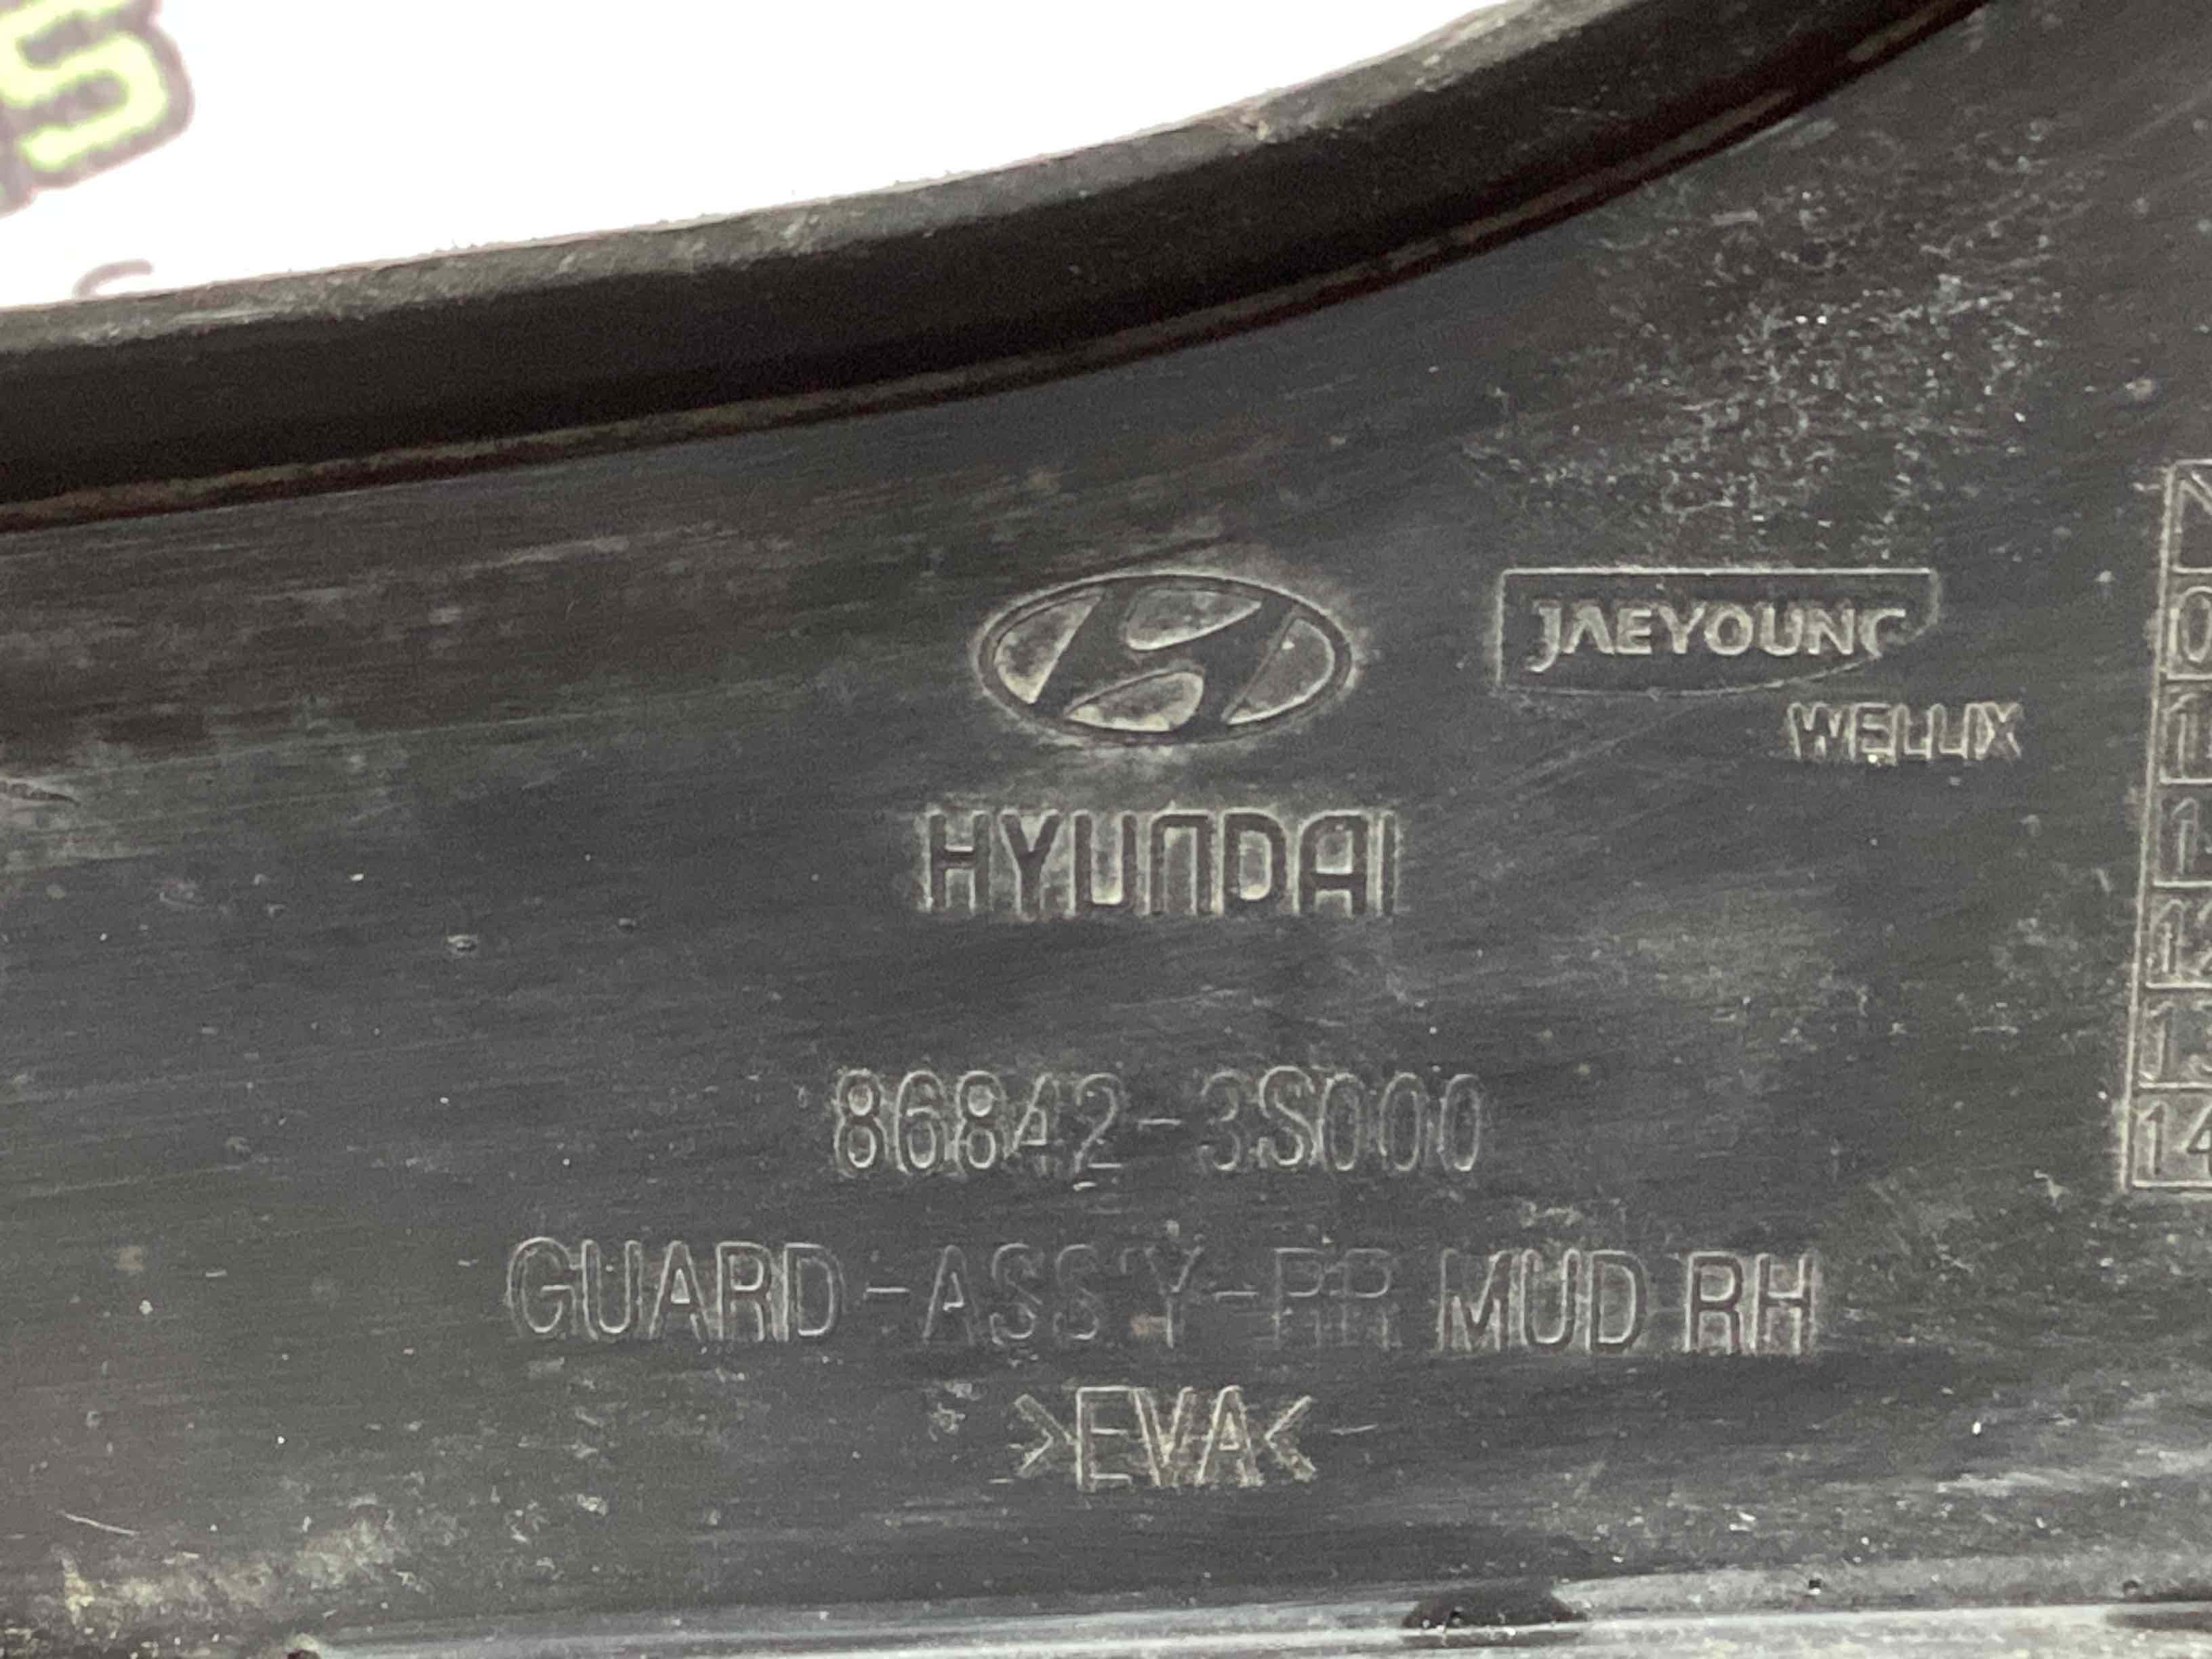 JAEYOUNG
WELLIX
HYUNDAI
86842-3S000
GUARD-ASS'Y-RR MUD RH
>EVA<